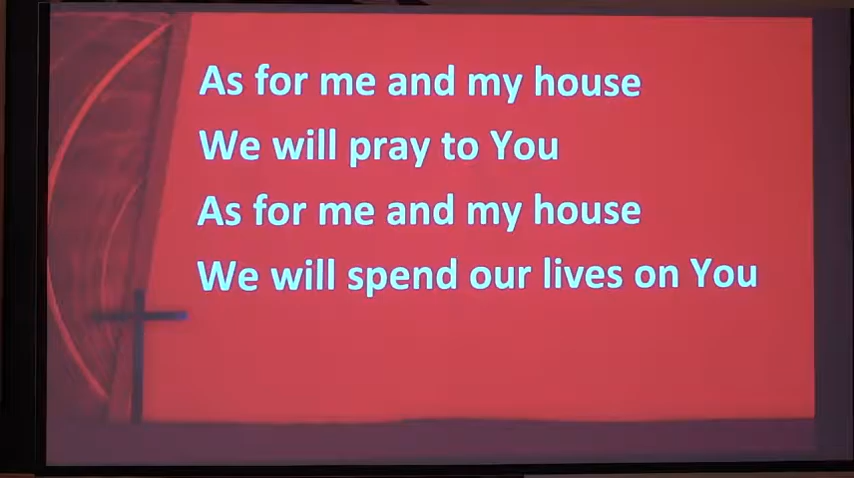 As for me and my house
We will pray to You
As for me and my house
We will spend our lives on You